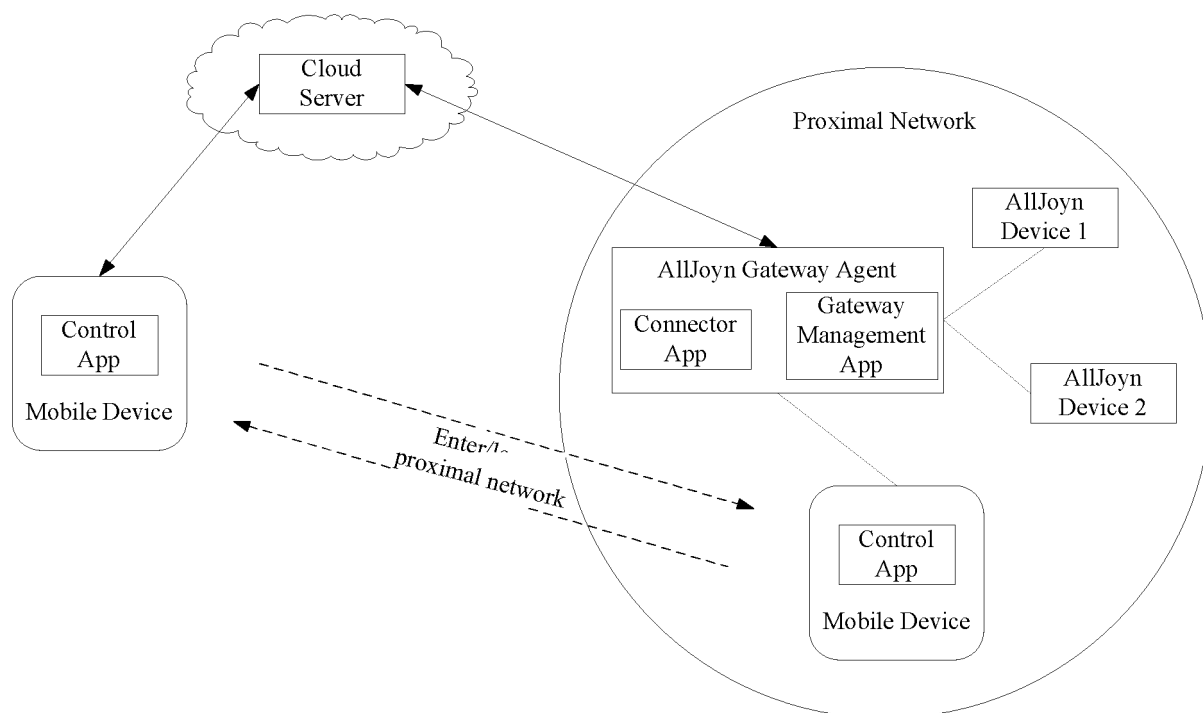 Cloud
Server
Proximal Network
AllJoyn
Device 1
AllJoyn Gateway Agent
Connector
App
Gateway
Management
App
AllJoyn
Device 2
Control
App
Mobile Device
proximal network
Control
App
Mobile Device